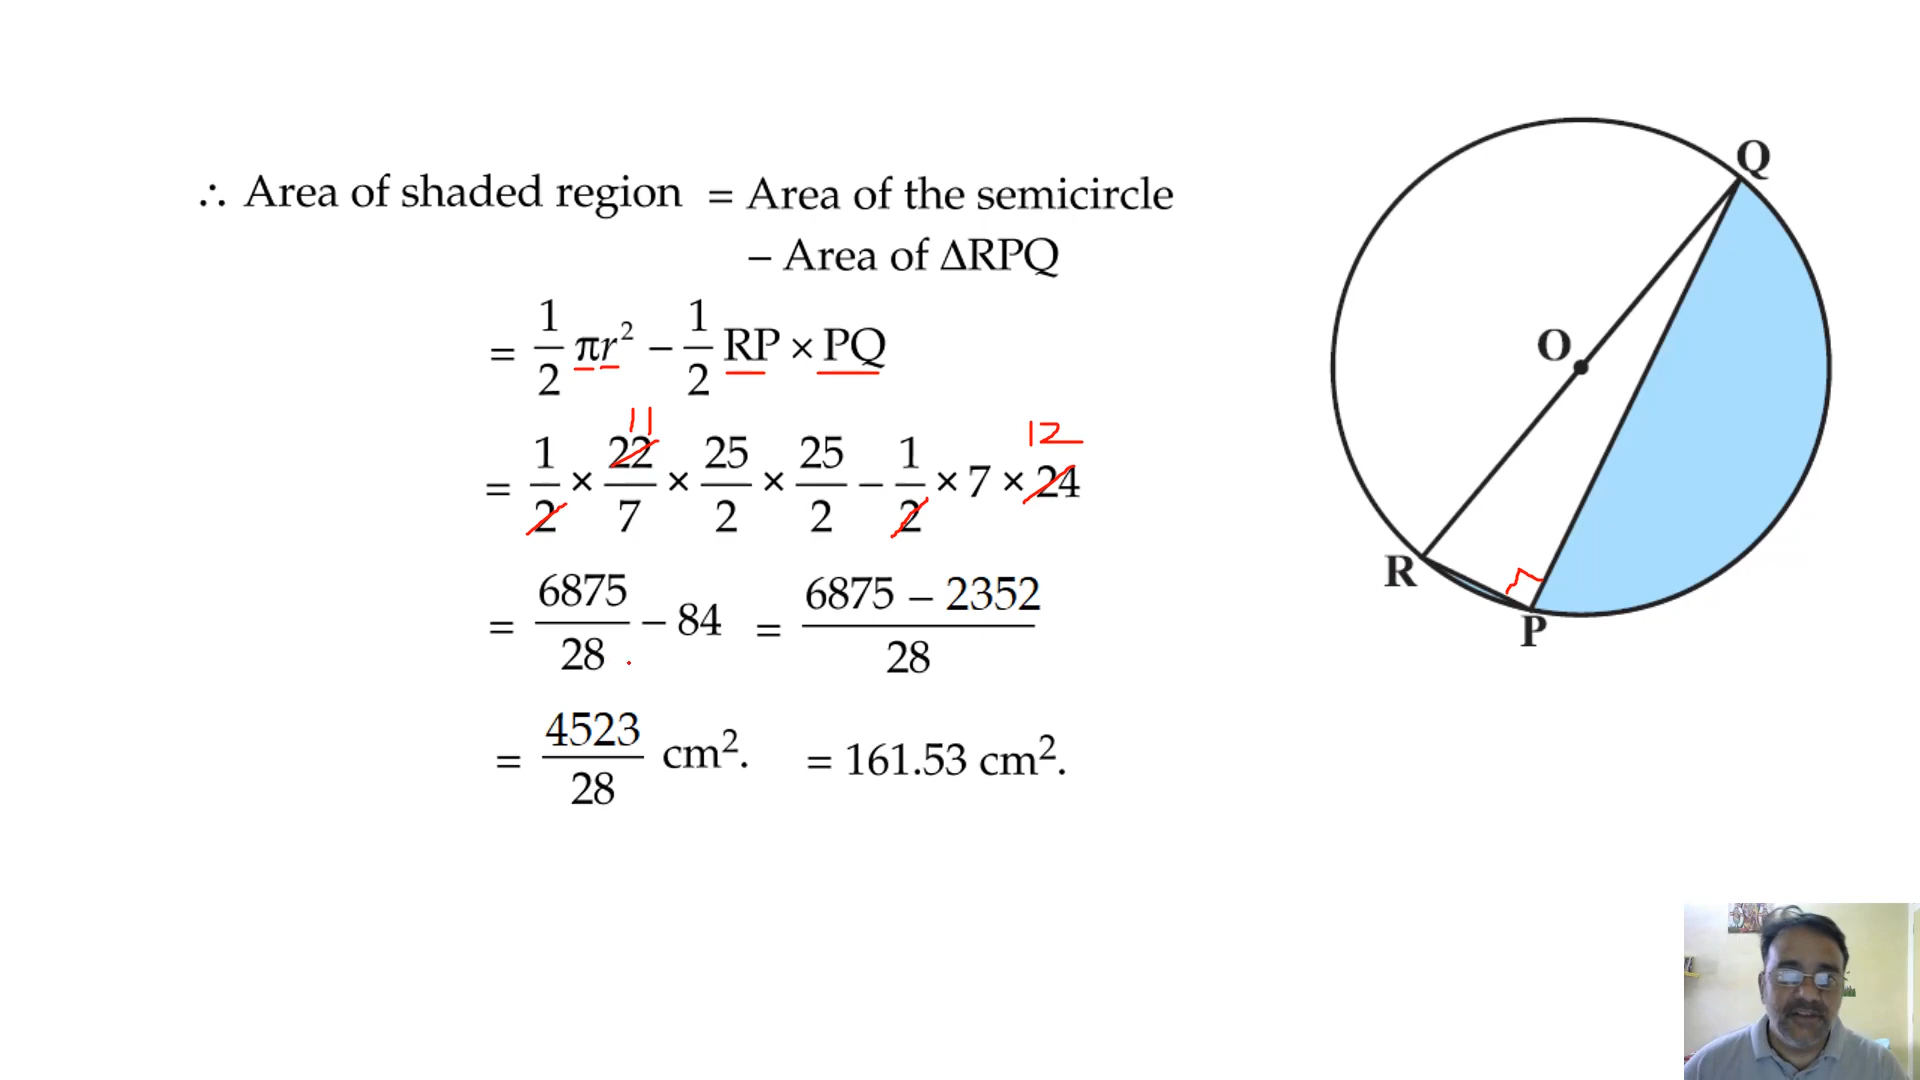 ∴ Area of shaded region = Area of the semicircle
– Area of ΔRPQ
= 1/2 πr² – 1/2 RP × PQ
11 12
= 1/2 × 22/7 × 25/2 × 25/2 – 1/2 × 7 × 24
= 6875/28 – 84 = 6875 – 2352/28
= 4523/28 cm². = 161.53 cm².
Q
O
R
P